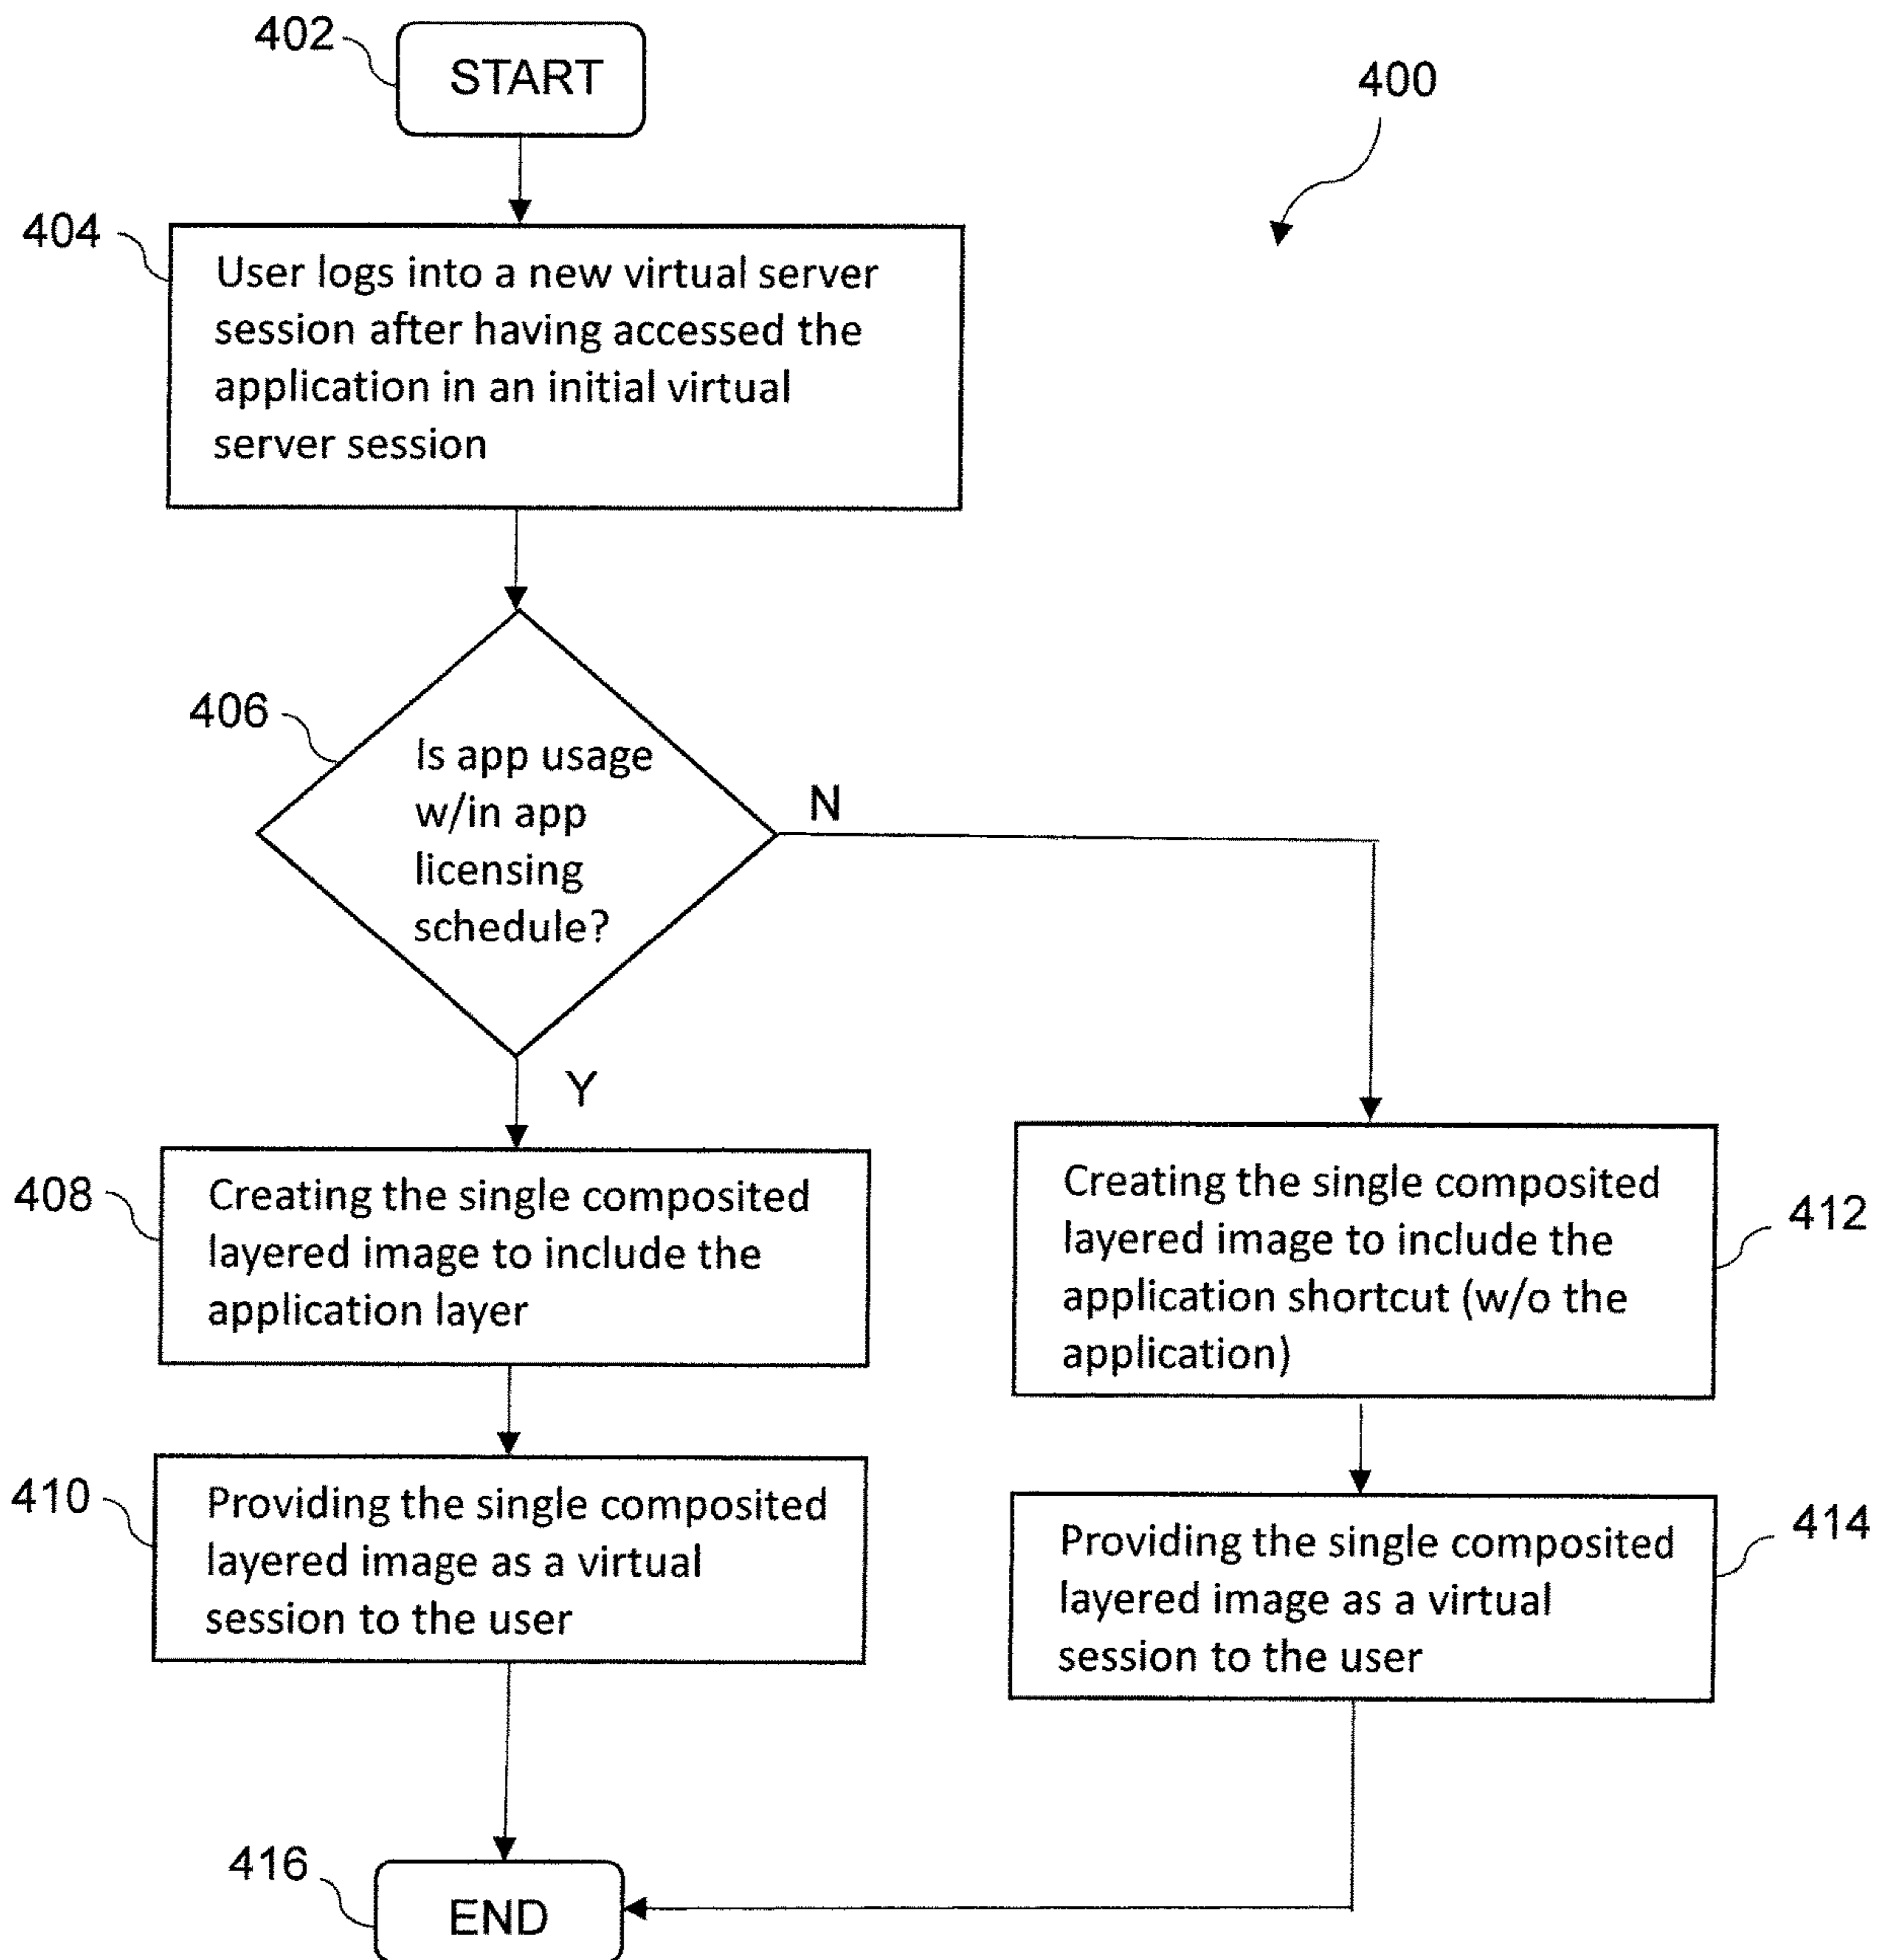 402
START
400
404
User logs into a new virtual server
session after having accessed the
application in an initial virtual
server session
406
Is app usage
w/in app
licensing
schedule?
N
Y
408
Creating the single composited
layered image to include the
application layer
412
Creating the single composited
layered image to include the
application shortcut (w/o the
application)
410
Providing the single composited
layered image as a virtual
session to the user
414
Providing the single composited
layered image as a virtual
session to the user
416
END